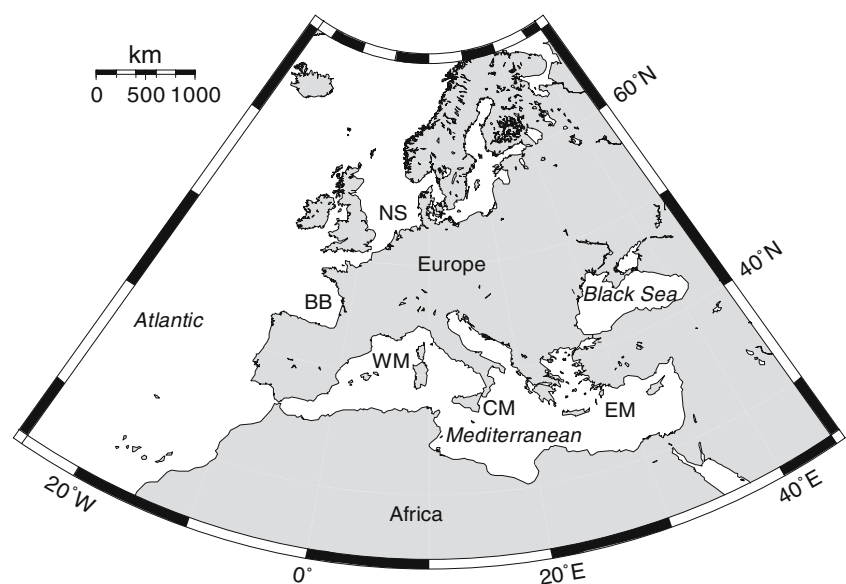 km
0 500 1000
60°N
NS
Europe
40°N
Black Sea
BB
Atlantic
WM
CM
EM
Mediterranean
20°W
40°E
Africa
0°
20°E